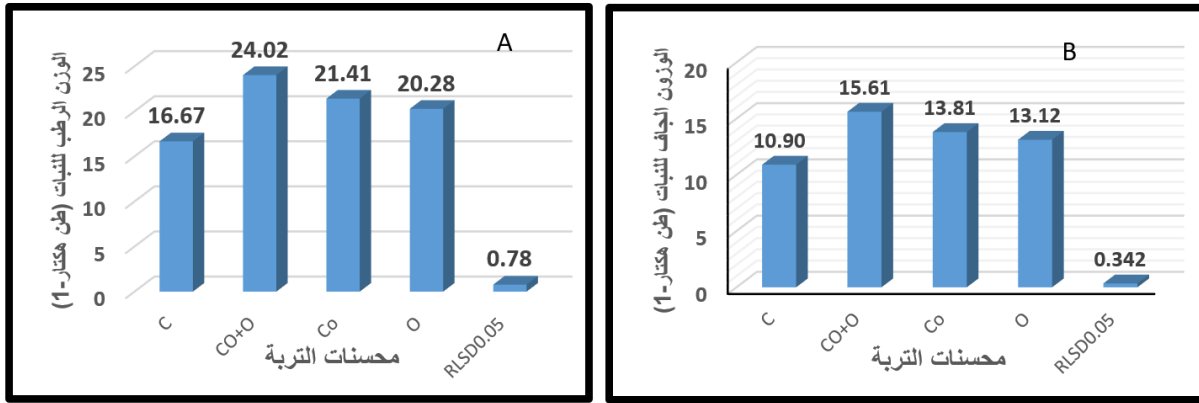 A
الوزن الرطب للنبات (طن هكتار-1)
25
20
15
10
5
0
16.67
24.02
21.41
20.28
0.78
C
CO+O
Co
O
RLSD0.05
محسنات التربة
B
الوزون الجاف للنبات (طن هكتار-1)
20
15
10
5
0
10.90
15.61
13.81
13.12
0.342
C
CO+O
Co
O
RLSD0.05
محسنات التربة